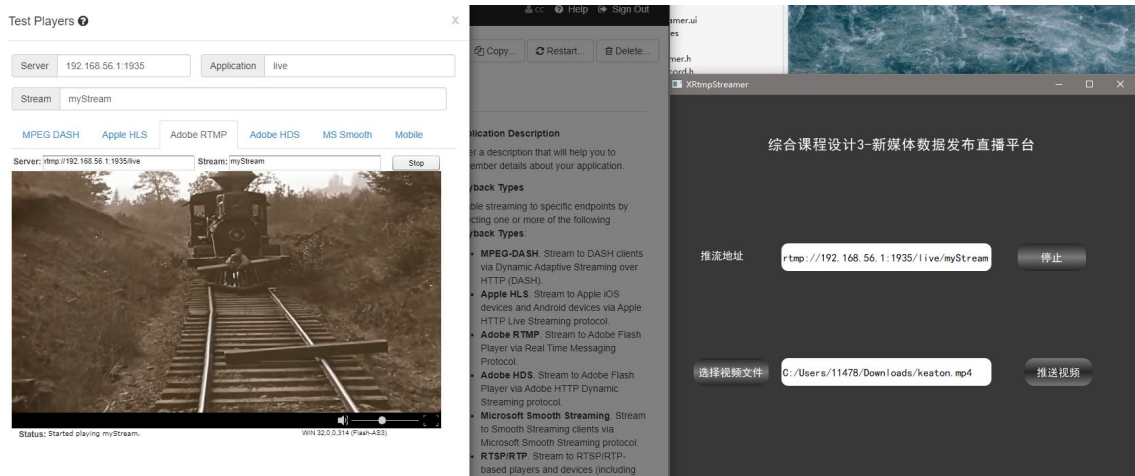 Test Players
X
Server 192.168.56.1:1935 Application live
Stream myStream
MPEG DASH Apple HLS Adobe RTMP Adobe HDS MS Smooth Mobile
Server: rtmp://192.168.56.1:1935/live Stream: myStream Stop
Status: Started playing myStream.
WIN 32,0,0,314 (Flash-AS3)
cc Help Sign Out
Copy... Restart... Delete...
plication Description
er a description that will help you to
ember details about your application.
yback Types
ble streaming to specific endpoints by
cting one or more of the following
yback Types:
• MPEG-DASH. Stream to DASH clients
via Dynamic Adaptive Streaming over
HTTP (DASH).
• Apple HLS. Stream to Apple iOS
devices and Android devices via Apple
HTTP Live Streaming protocol.
• Adobe RTMP. Stream to Adobe Flash
Player via Real Time Messaging
Protocol.
• Adobe HDS. Stream to Adobe Flash
Player via Adobe HTTP Dynamic
Streaming protocol.
• Microsoft Smooth Streaming. Stream
to Smooth Streaming clients via
Microsoft Smooth Streaming protocol.
• RTSP/RTP. Stream to RTSP/RTP-
based players and devices (including
amer.ui
es
mer.h
cord.h
XRtmpStreamer
综合课程设计3-新媒体数据发布直播平台
推流地址 rtmp://192.168.56.1:1935/live/myStream 停止
选择视频文件 C:/Users/11478/Downloads/keaton.mp4 推送视频